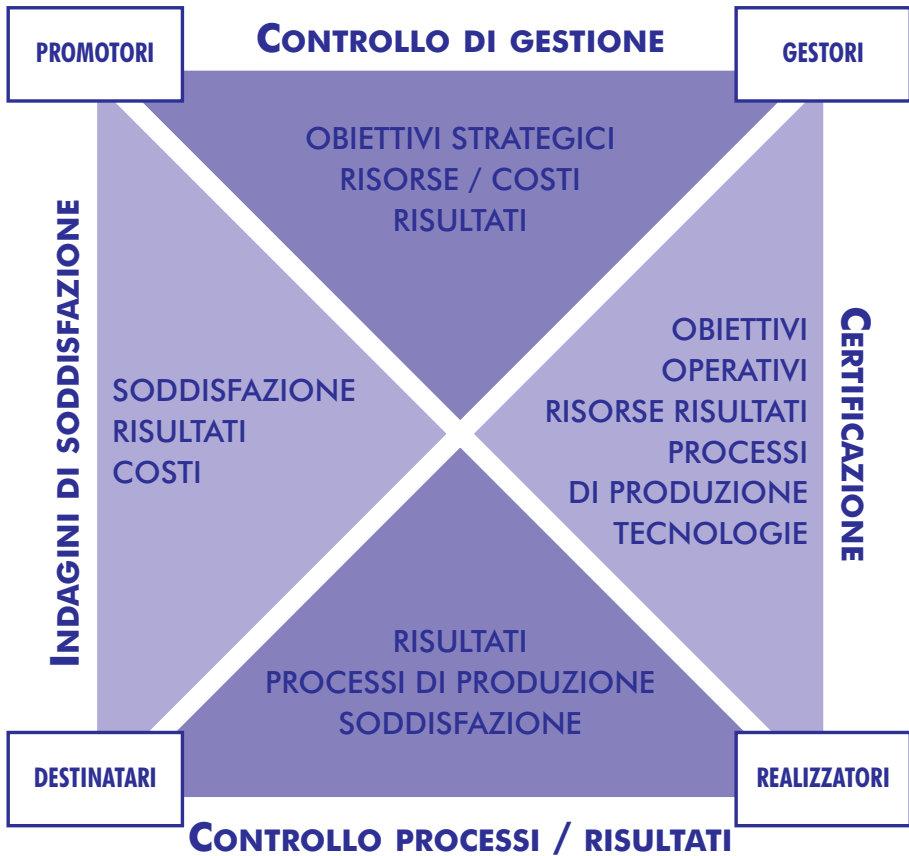 PROMOTORI
CONTROLLO DI GESTIONE
GESTORI
OBIETTIVI STRATEGICI
RISORSE / COSTI
RISULTATI
INDAGINI DI SODDISFAZIONE
SODDISFAZIONE
RISULTATI
COSTI
OBIETTIVI
OPERATIVI
RISORSE RISULTATI
PROCESSI
DI PRODUZIONE
TECNOLOGIE
CERTIFICAZIONE
RISULTATI
PROCESSI DI PRODUZIONE
SODDISFAZIONE
DESTINATARI
REALIZZATORI
CONTROLLO PROCESSI / RISULTATI